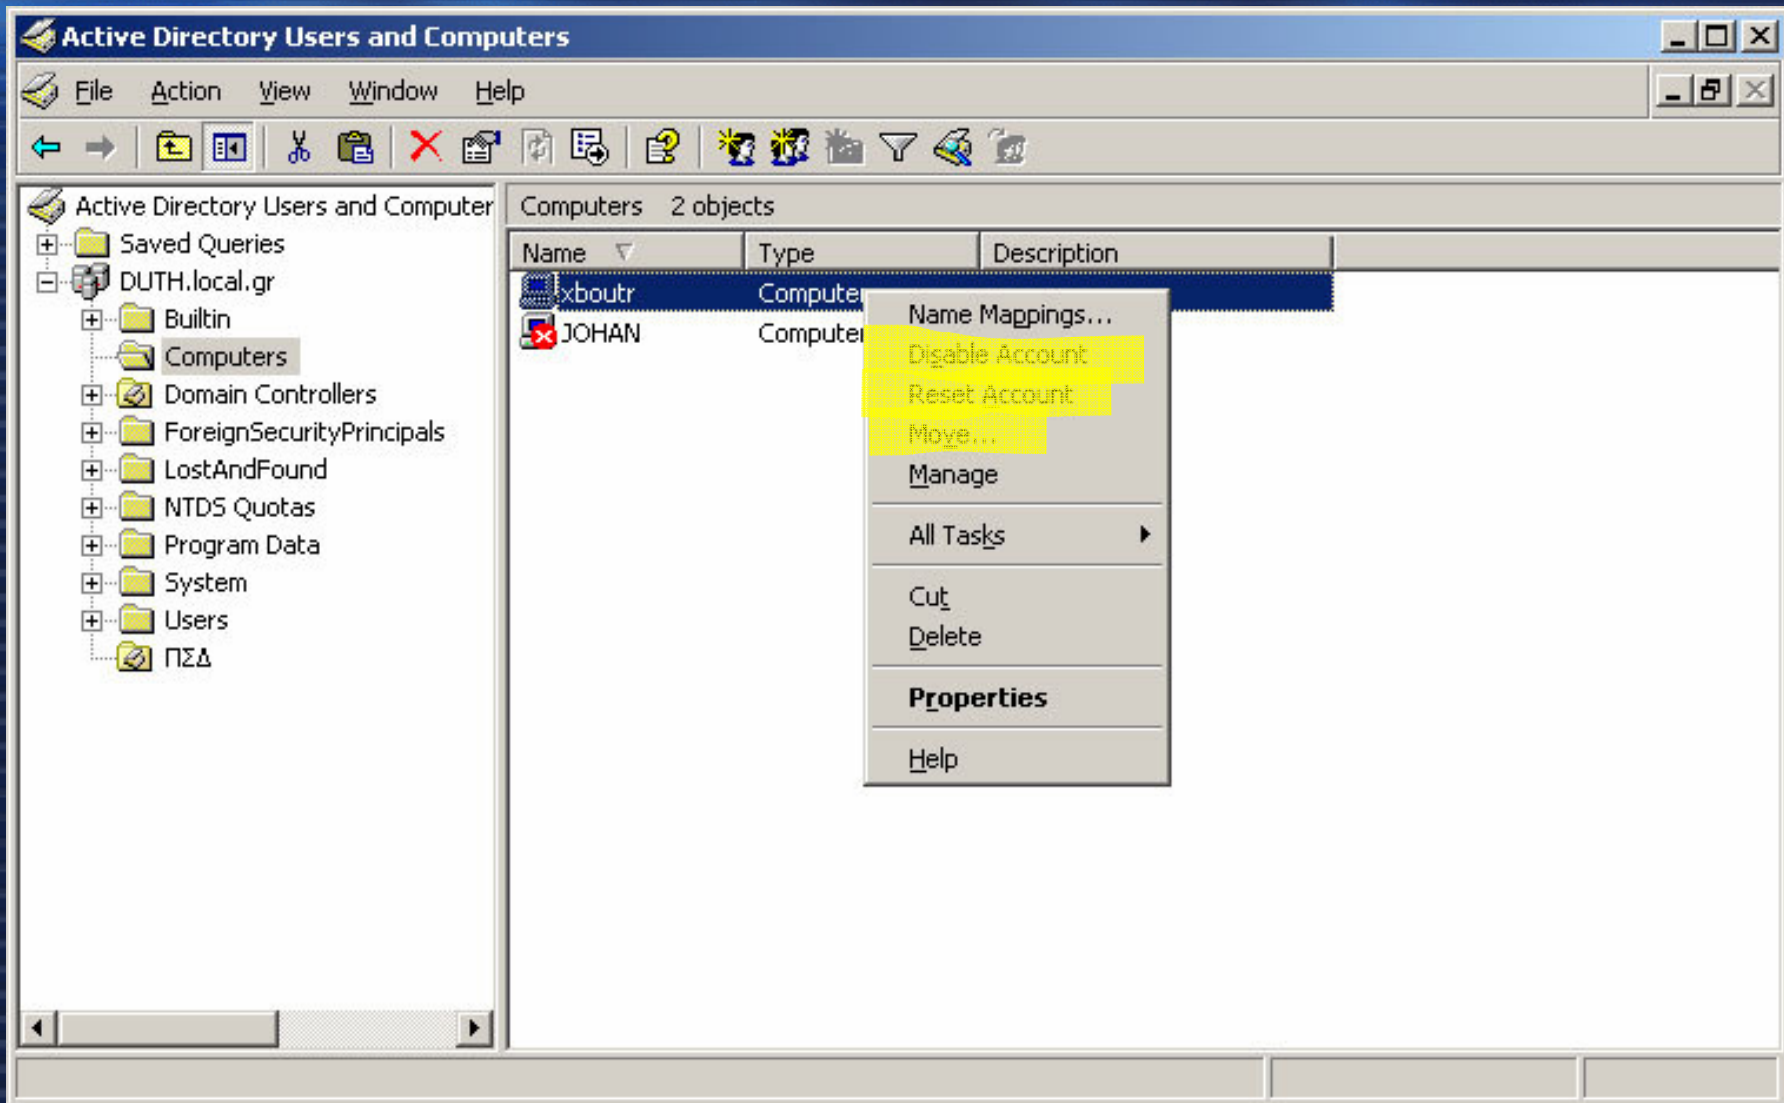 Active Directory Users and Computers
File Action View Window Help
Active Directory Users and Computer
Saved Queries
DUTH.local.gr
Builtin
Computers
Domain Controllers
ForeignSecurityPrincipals
LostAndFound
NTDS Quotas
Program Data
System
Users
ΠΣΔ
Computers 2 objects
Name Type Description
xboutr Computer
JOHAN Computer
Name Mappings...
Disable Account
Reset Account
Move...
Manage
All Tasks
Cut
Delete
Properties
Help